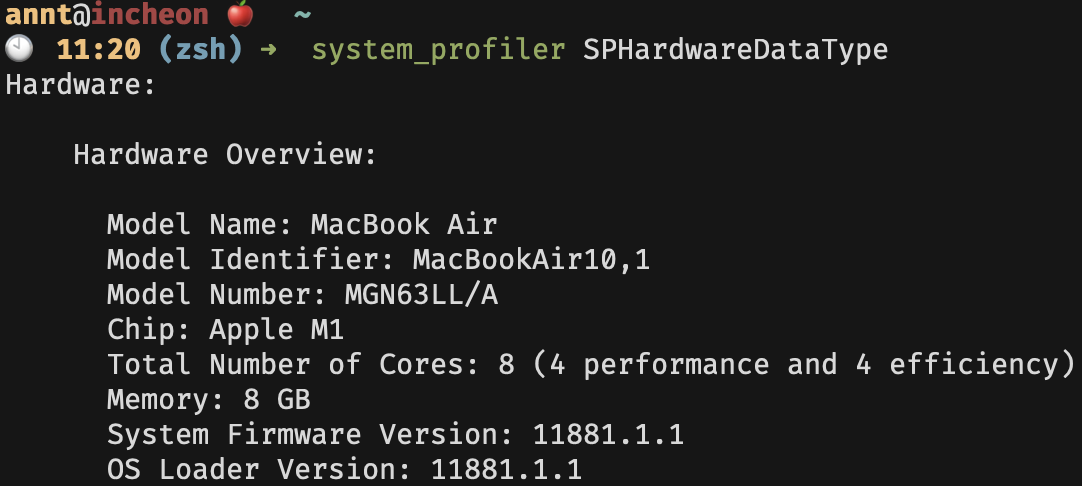 annt@incheon 🍎 ~
🕙 11:20 (zsh) → system_profiler SPHardwareDataType
Hardware:
Hardware Overview:
Model Name: MacBook Air
Model Identifier: MacBookAir10,1
Model Number: MGN63LL/A
Chip: Apple M1
Total Number of Cores: 8 (4 performance and 4 efficiency)
Memory: 8 GB
System Firmware Version: 11881.1.1
OS Loader Version: 11881.1.1